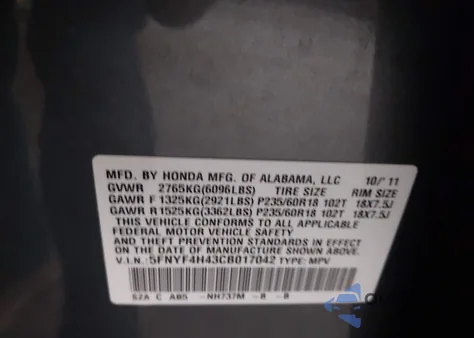 MFD. BY HONDA MFG. OF ALABAMA, LLC 10/'11
GVWR 2765KG(6096LBS) TIRE SIZE RIM SIZE
GAWR F 1325KG(2921LBS) P235/60R18 102T 18X7.5J
GAWR R 1525KG(3362LBS) P235/60R18 102T 18X7.5J
THIS VEHICLE CONFORMS TO ALL APPLICABLE
FEDERAL MOTOR VEHICLE SAFETY STANDARDS IN
EFFECT ON THE DATE OF MANUFACTURE SHOWN ABOVE.
V.I.N.: 5FNYF4H43CB017042 TYPE: MPV
SZA C AB5 NH737M -B -B